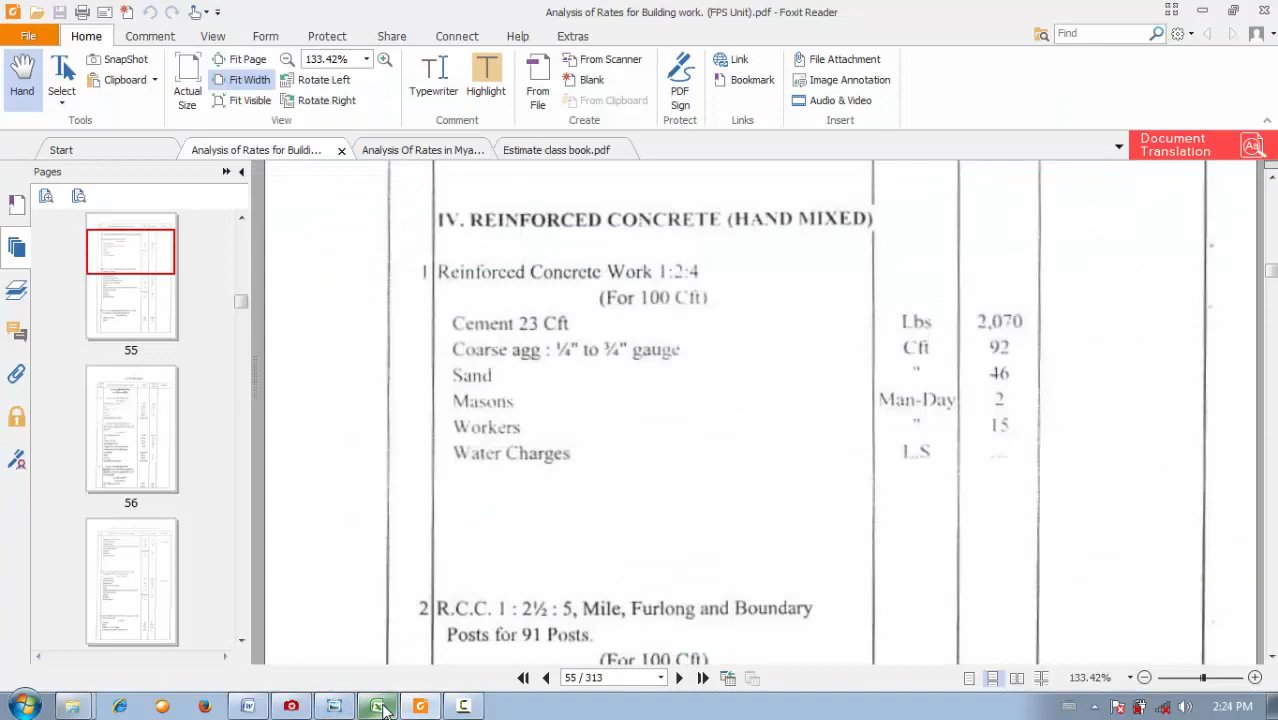 Analysis of Rates for Building work. (FPS Unit).pdf - Foxit Reader
File Home Comment View Form Protect Share Connect Help Extras
Find
Hand
Select
SnapShot
Clipboard
Tools
Actual Size
Fit Page
Fit Width
Fit Visible
133.42%
Rotate Left
Rotate Right
View
Typewriter
Highlight
Comment
From File
From Scanner
Blank
From Clipboard
Create
PDF Sign
Protect
Link
Bookmark
Links
File Attachment
Image Annotation
Audio & Video
Insert
Start
Analysis of Rates for Buildi...
Analysis Of Rates in Mya...
Estimate class book.pdf
Document Translation
Pages
55
56
IV. REINFORCED CONCRETE (HAND MIXED)
1 Reinforced Concrete Work 1:2:4
(For 100 Cft)
Cement 23 Cft Lbs 2,070
Coarse agg : ¼" to ¾" gauge Cft 92
Sand " 46
Masons Man-Day 2
Workers " 15
Water Charges L.S ...
2 R.C.C. 1 : 2½ : 5, Mile, Furlong and Boundary
Posts for 91 Posts.
(For 100 Cft)
55 / 313
133.42%
2:24 PM